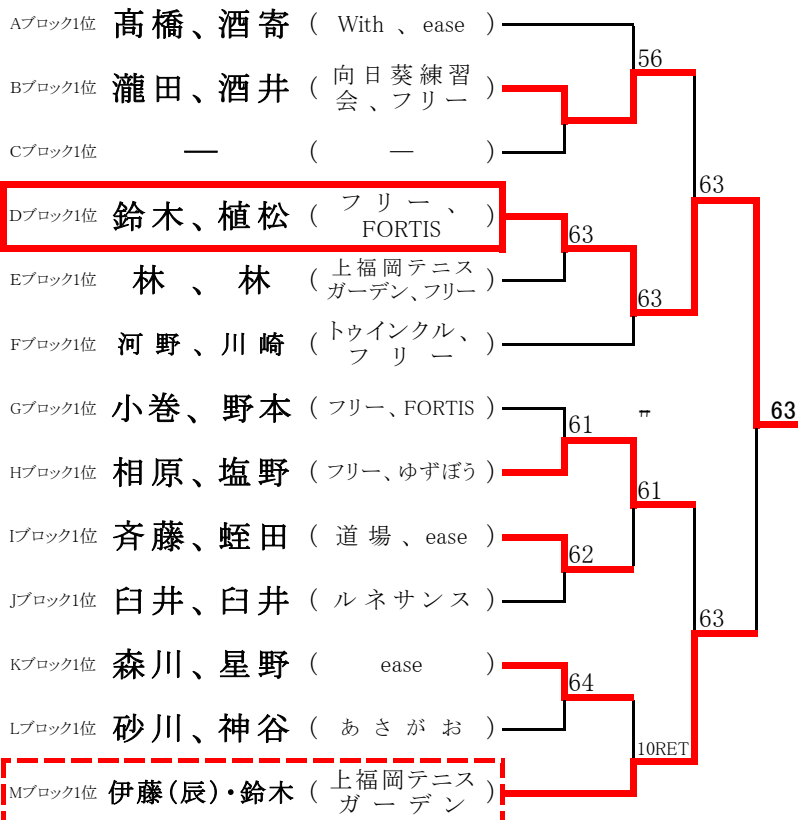 Aブロック1位 髙橋、酒寄 ( With 、ease )
56
Bブロック1位 瀧田、酒井 ( 向日葵練習
会、フリー )
Cブロック1位 ― ( ― )
63
Dブロック1位 鈴木、植松 ( フリー、
FORTIS )
63
Eブロック1位 林 、 林 ( 上福岡テニス
ガーデン、フリー )
63
Fブロック1位 河野、川崎 ( トゥインクル、
フリー )
Gブロック1位 小巻、野本 ( フリー、FORTIS )
63
61
Hブロック1位 相原、塩野 ( フリー、ゆずぼう )
61
Iブロック1位 斉藤、蛭田 ( 道場、ease )
62
Jブロック1位 臼井、臼井 ( ルネサンス )
63
Kブロック1位 森川、星野 ( ease )
64
Lブロック1位 砂川、神谷 ( あさがお )
10RET
Mブロック1位 伊藤(辰)・鈴木 ( 上福岡テニス
ガーデン )